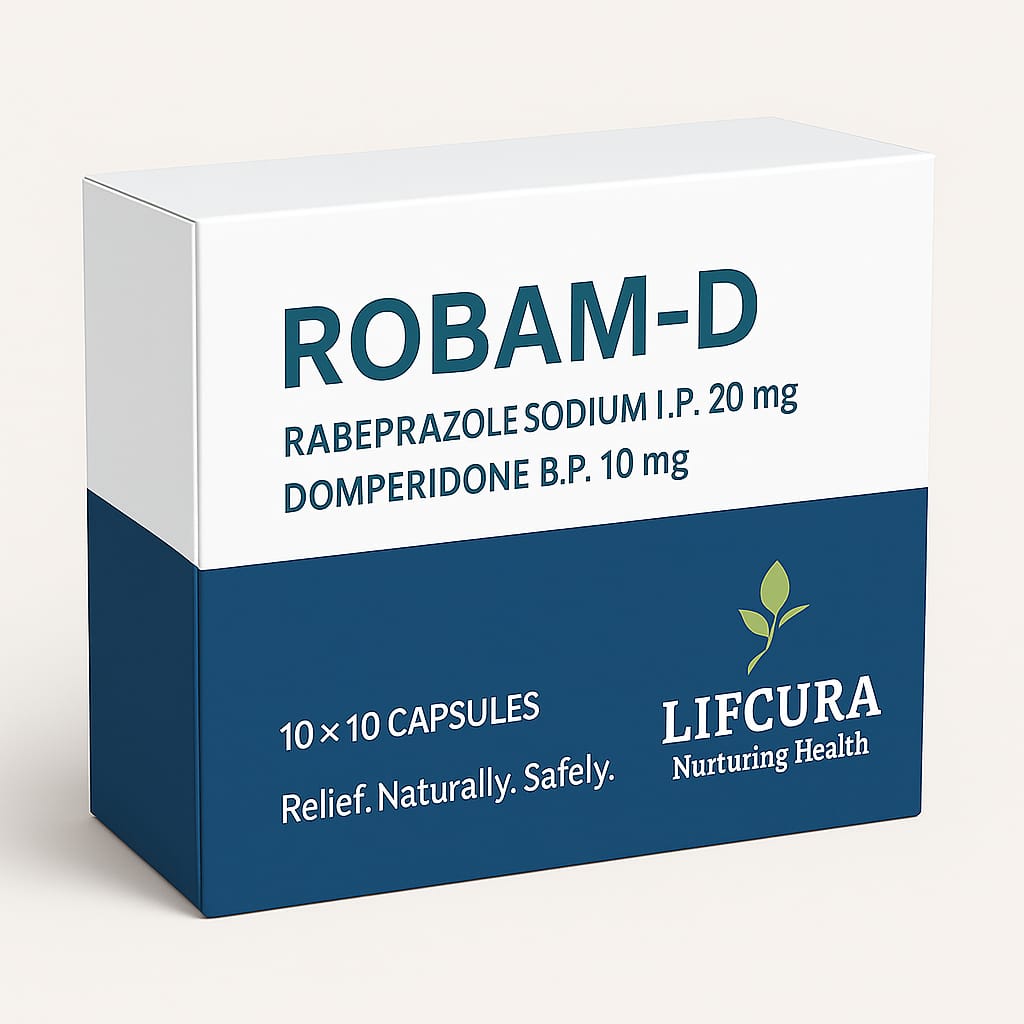 ROBAM-D
RABEPRAZOLE SODIUM I.P. 20 mg
DOMPERIDONE B.P. 10 mg
10 × 10 CAPSULES
Relief. Naturally. Safely.
LIFCURA
Nurturing Health